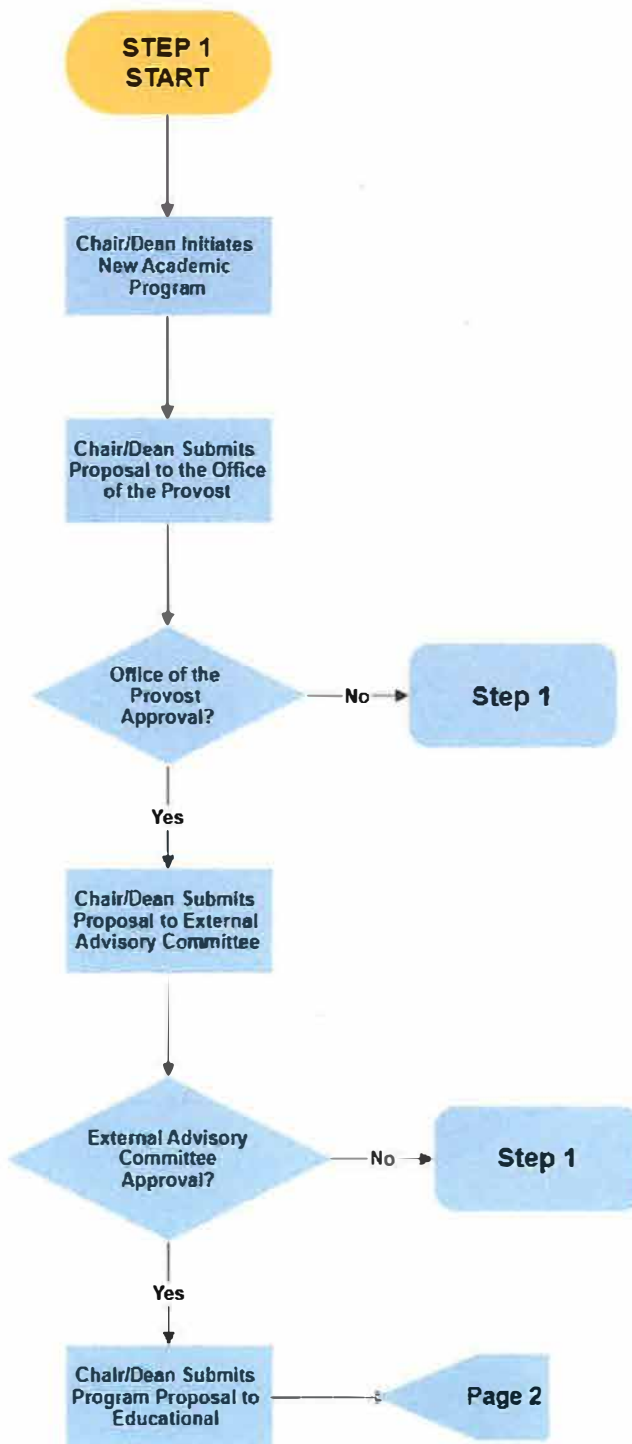 STEP 1
START
Chair/Dean Initiates
New Academic
Program
Chair/Dean Submits
Proposal to the Office
of the Provost
Office of the
Provost
Approval?
No
Step 1
Yes
Chair/Dean Submits
Proposal to External
Advisory Committee
External Advisory
Committee
Approval?
No
Step 1
Yes
Chair/Dean Submits
Program Proposal to
Educational
Page 2